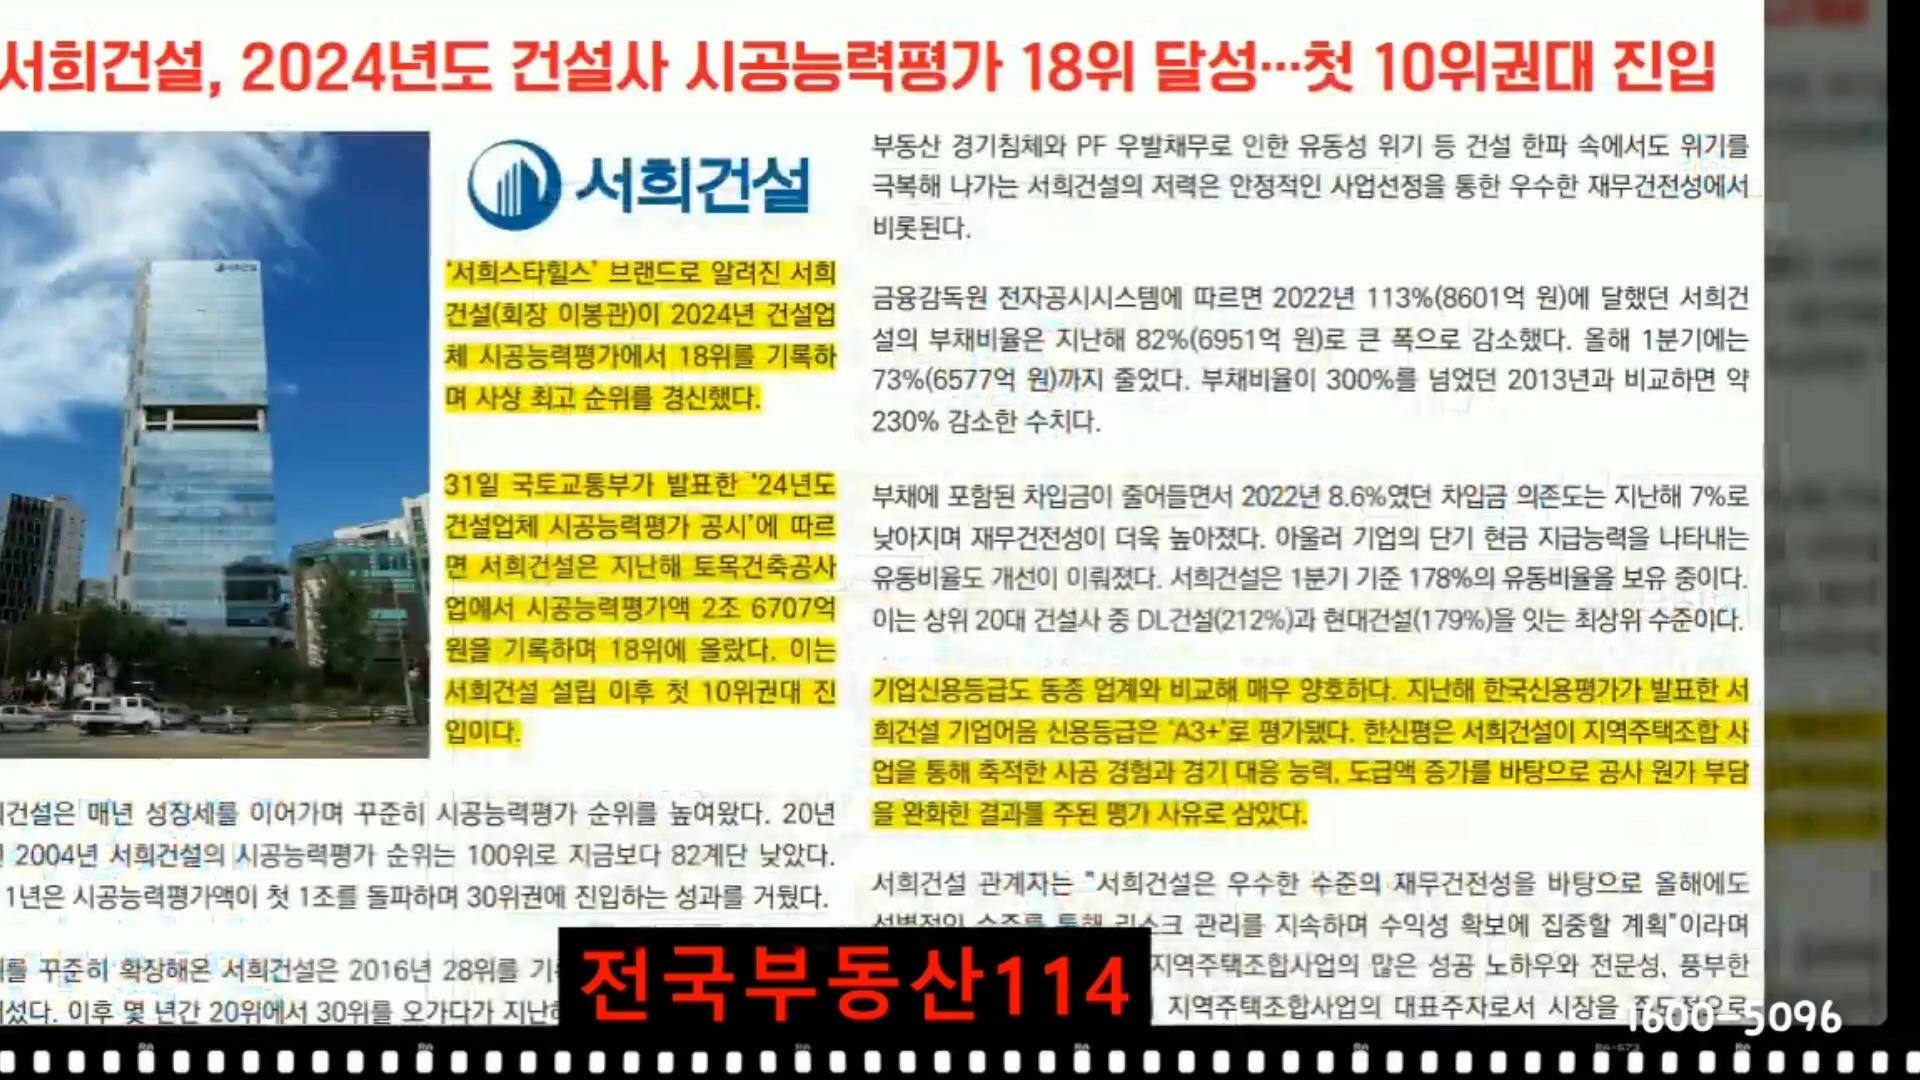 서희건설, 2024년도 건설사 시공능력평가 18위 달성…첫 10위권대 진입
서희건설
서희건설
'서희스타힐스' 브랜드로 알려진 서희
건설(회장 이봉관)이 2024년 건설업
체 시공능력평가에서 18위를 기록하
며 사상 최고 순위를 경신했다.
31일 국토교통부가 발표한 '24년도
건설업체 시공능력평가 공시'에 따르
면 서희건설은 지난해 토목건축공사
업에서 시공능력평가액 2조 6707억
원을 기록하며 18위에 올랐다. 이는
서희건설 설립 이후 첫 10위권대 진
입이다.
건설은 매년 성장세를 이어가며 꾸준히 시공능력평가 순위를 높여왔다. 20년
2004년 서희건설의 시공능력평가 순위는 100위로 지금보다 82계단 낮았다.
1년은 시공능력평가액이 첫 1조를 돌파하며 30위권에 진입하는 성과를 거뒀다.
를 꾸준히 확장해온 서희건설은 2016년 28위를
섰다. 이후 몇 년간 20위에서 30위를 오가다가 지난
부동산 경기침체와 PF 우발채무로 인한 유동성 위기 등 건설 한파 속에서도 위기를
극복해 나가는 서희건설의 저력은 안정적인 사업선정을 통한 우수한 재무건전성에서
비롯된다.
금융감독원 전자공시시스템에 따르면 2022년 113%(8601억 원)에 달했던 서희건
설의 부채비율은 지난해 82%(6951억 원)로 큰 폭으로 감소했다. 올해 1분기에는
73%(6577억 원)까지 줄었다. 부채비율이 300%를 넘었던 2013년과 비교하면 약
230% 감소한 수치다.
부채에 포함된 차입금이 줄어들면서 2022년 8.6%였던 차입금 의존도는 지난해 7%로
낮아지며 재무건전성이 더욱 높아졌다. 아울러 기업의 단기 현금 지급능력을 나타내는
유동비율도 개선이 이뤄졌다. 서희건설은 1분기 기준 178%의 유동비율을 보유 중이다.
이는 상위 20대 건설사 중 DL건설(212%)과 현대건설(179%)을 잇는 최상위 수준이다.
기업신용등급도 동종 업계와 비교해 매우 양호하다. 지난해 한국신용평가가 발표한 서
희건설 기업어음 신용등급은 'A3+'로 평가됐다. 한신평은 서희건설이 지역주택조합 사
업을 통해 축적한 시공 경험과 경기 대응 능력, 도급액 증가를 바탕으로 공사 원가 부담
을 완화한 결과를 주된 평가 사유로 삼았다.
서희건설 관계자는 "서희건설은 우수한 수준의 재무건전성을 바탕으로 올해에도
선별적인 수주를 통해 리스크 관리를 지속하며 수익성 확보에 집중할 계획"이라며
지역주택조합사업의 많은 성공 노하우와 전문성, 풍부한
지역주택조합사업의 대표주자로서 시장을 주도적으로
전국부동산114
1600-5096